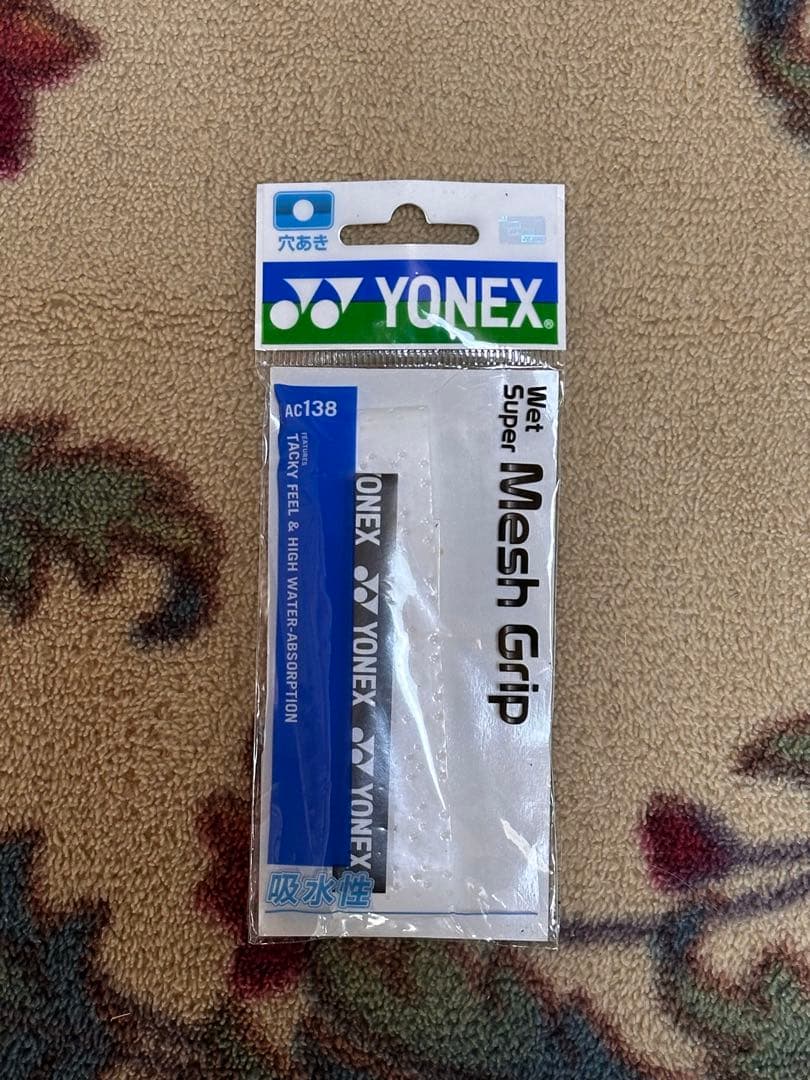 穴あき
YONEX®
AC138
FEATURES
TACKY FEEL & HIGH WATER-ABSORPTION
Wet
Super
Mesh Grip
ONEX
YONEX
YONEX
吸水性